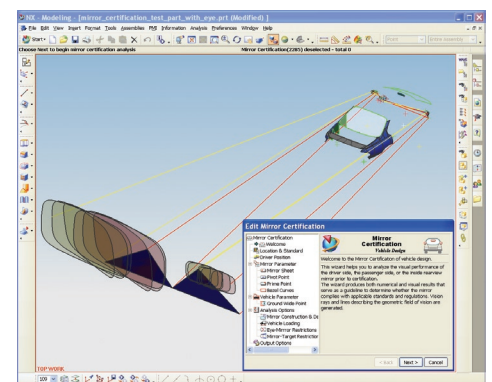 NX - Modeling - [mirror_certification_test_part_with_eye.prt (Modified) ]
File Edit View Insert Format Tools Assemblies PMI Information Analysis Preferences Window Help
Start
Choose Next to begin mirror certification analysis
Mirror Certification(2285) deselected - total 0
Edit Mirror Certification
Mirror Certification
Welcome
Location & Standard
Driver Position
Mirror Parameter
Mirror Sheet
Pivot Point
Prime Point
Bezel Curves
Vehicle Parameter
Ground Wide Point
Analysis Options
Mirror Construction & Di
Vehicle Loading
Eye-Mirror Restrictions
Mirror-Target Restriction
Output Options
Mirror
Certification
Vehicle Design
Welcome to the Mirror Certification of vehicle design.
This wizard helps you to analyze the visual performance of
the driver side, the passenger side, or the inside rearview
mirror prior to certification.
The wizard produces both numerical and visual results that
serve as a guideline to determine whether the mirror
complies with applicable standards and regulations. Vision
rays and lines describing the geometric field of vision are
generated.
< Back Next > Cancel
TOP WORK